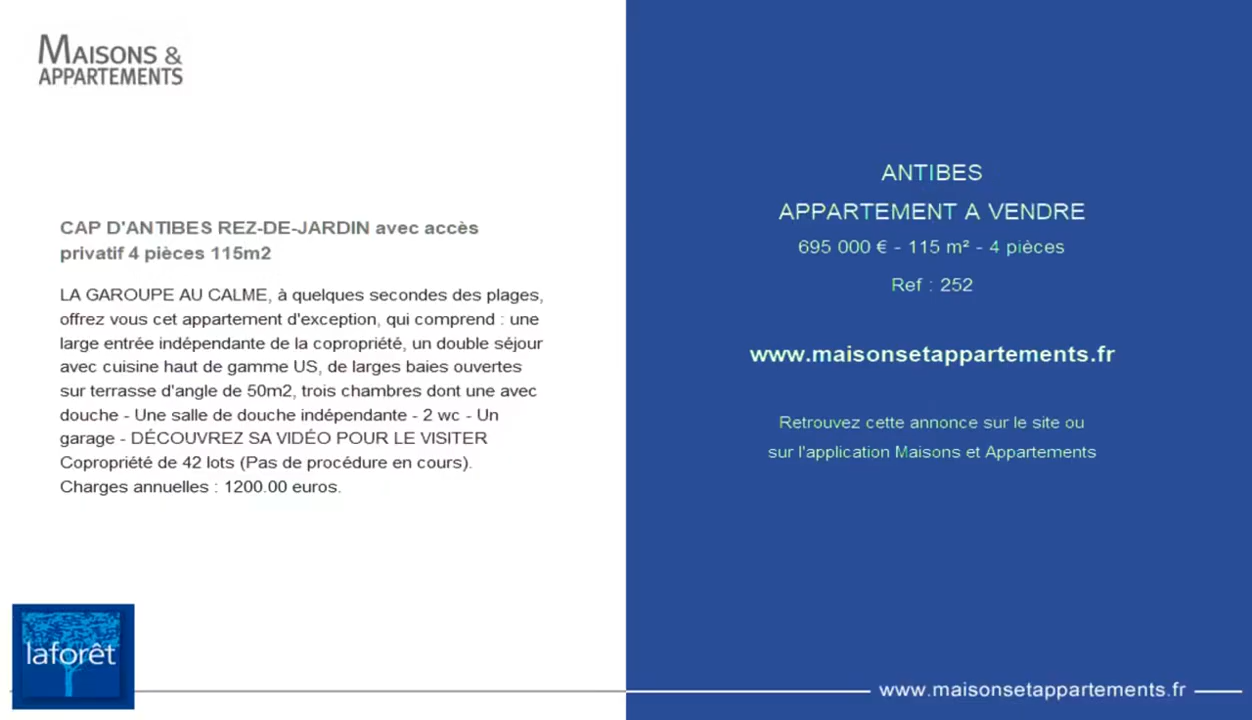 MAISONS &
APPARTEMENTS
CAP D'ANTIBES REZ-DE-JARDIN avec accès
privatif 4 pièces 115m2
LA GAROUPE AU CALME, à quelques secondes des plages,
offrez vous cet appartement d'exception, qui comprend : une
large entrée indépendante de la copropriété, un double séjour
avec cuisine haut de gamme US, de larges baies ouvertes
sur terrasse d'angle de 50m2, trois chambres dont une avec
douche - Une salle de douche indépendante - 2 wc - Un
garage - DÉCOUVREZ SA VIDÉO POUR LE VISITER
Copropriété de 42 lots (Pas de procédure en cours).
Charges annuelles : 1200.00 euros.
laforêt
ANTIBES
APPARTEMENT A VENDRE
695 000 € - 115 m² - 4 pièces
Ref : 252
www.maisonsetappartements.fr
Retrouvez cette annonce sur le site ou
sur l'application Maisons et Appartements
www.maisonsetappartements.fr